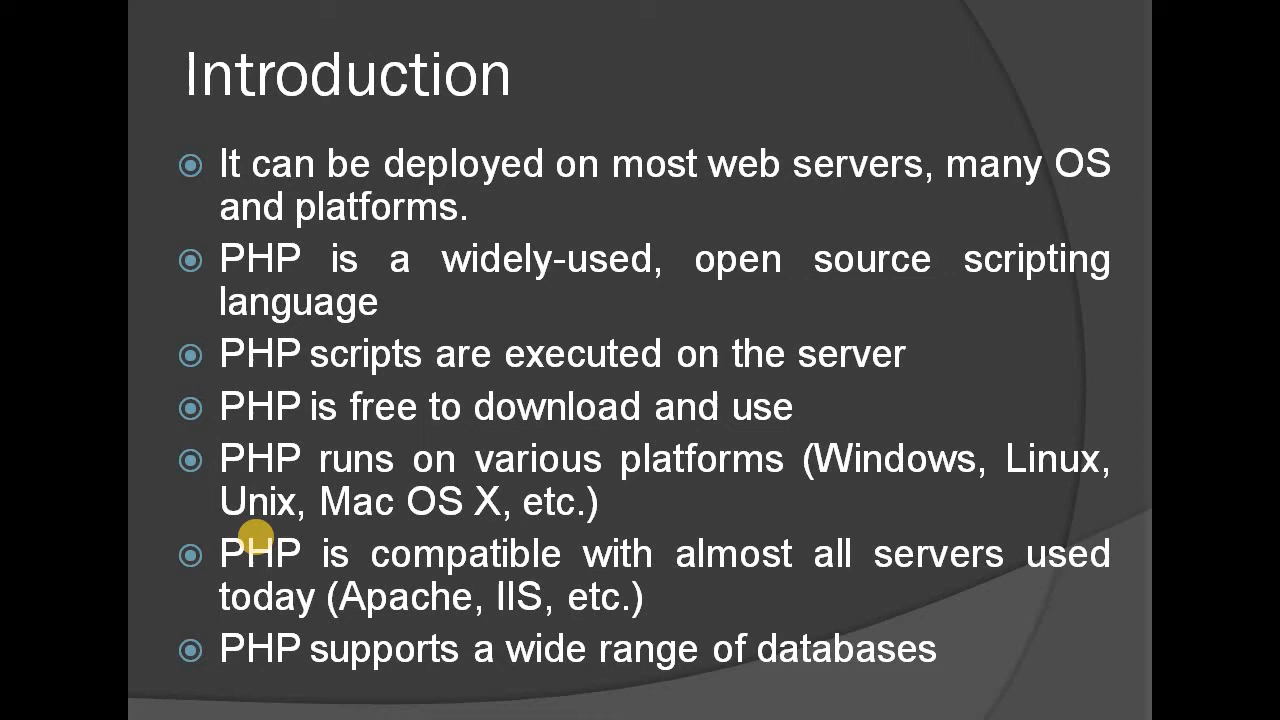 Introduction
It can be deployed on most web servers, many OS
and platforms.
PHP is a widely-used, open source scripting
language
PHP scripts are executed on the server
PHP is free to download and use
PHP runs on various platforms (Windows, Linux,
Unix, Mac OS X, etc.)
PHP is compatible with almost all servers used
today (Apache, IIS, etc.)
PHP supports a wide range of databases